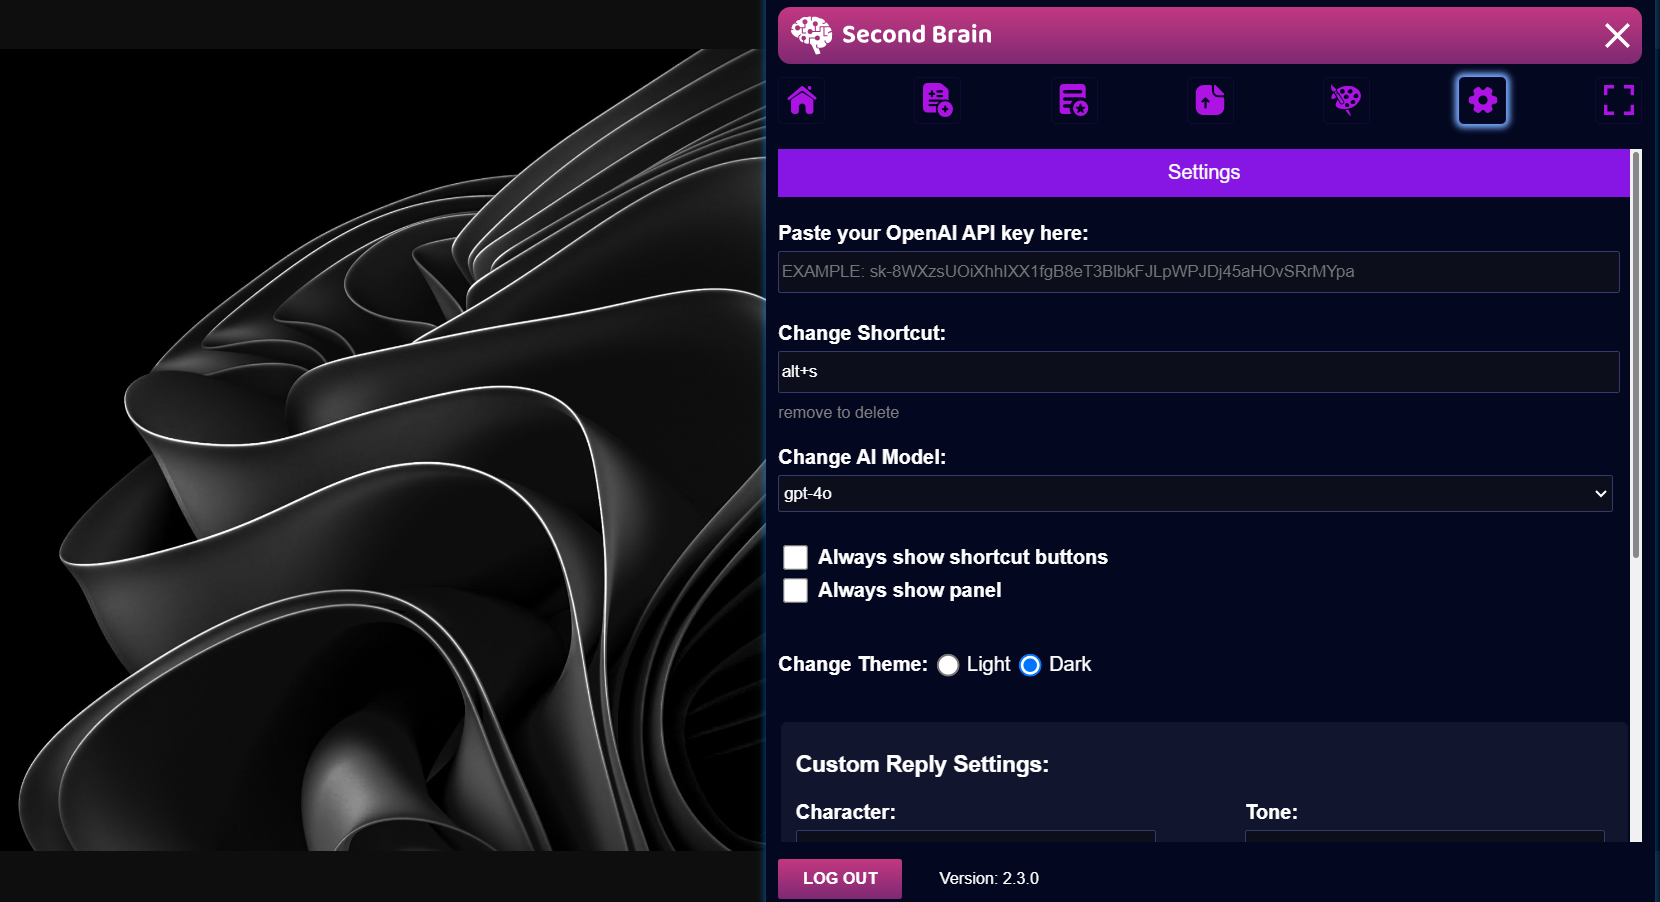 Second Brain
Settings
Paste your OpenAI API key here:
EXAMPLE: 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
Change Shortcut:
alt+s
remove to delete
Change AI Model:
gpt-4o
Always show shortcut buttons
Always show panel
Change Theme: Light Dark
Custom Reply Settings:
Character: Tone:
LOG OUT Version: 2.3.0